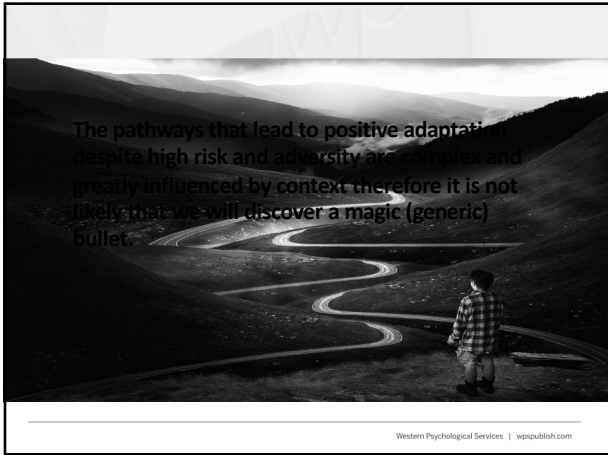 The pathways that lead to positive adaptation
despite high risk and adversity are complex and
greatly influenced by context therefore it is not
likely that we will discover a magic (generic)
bullet.
Western Psychological Services | wpspublish.com